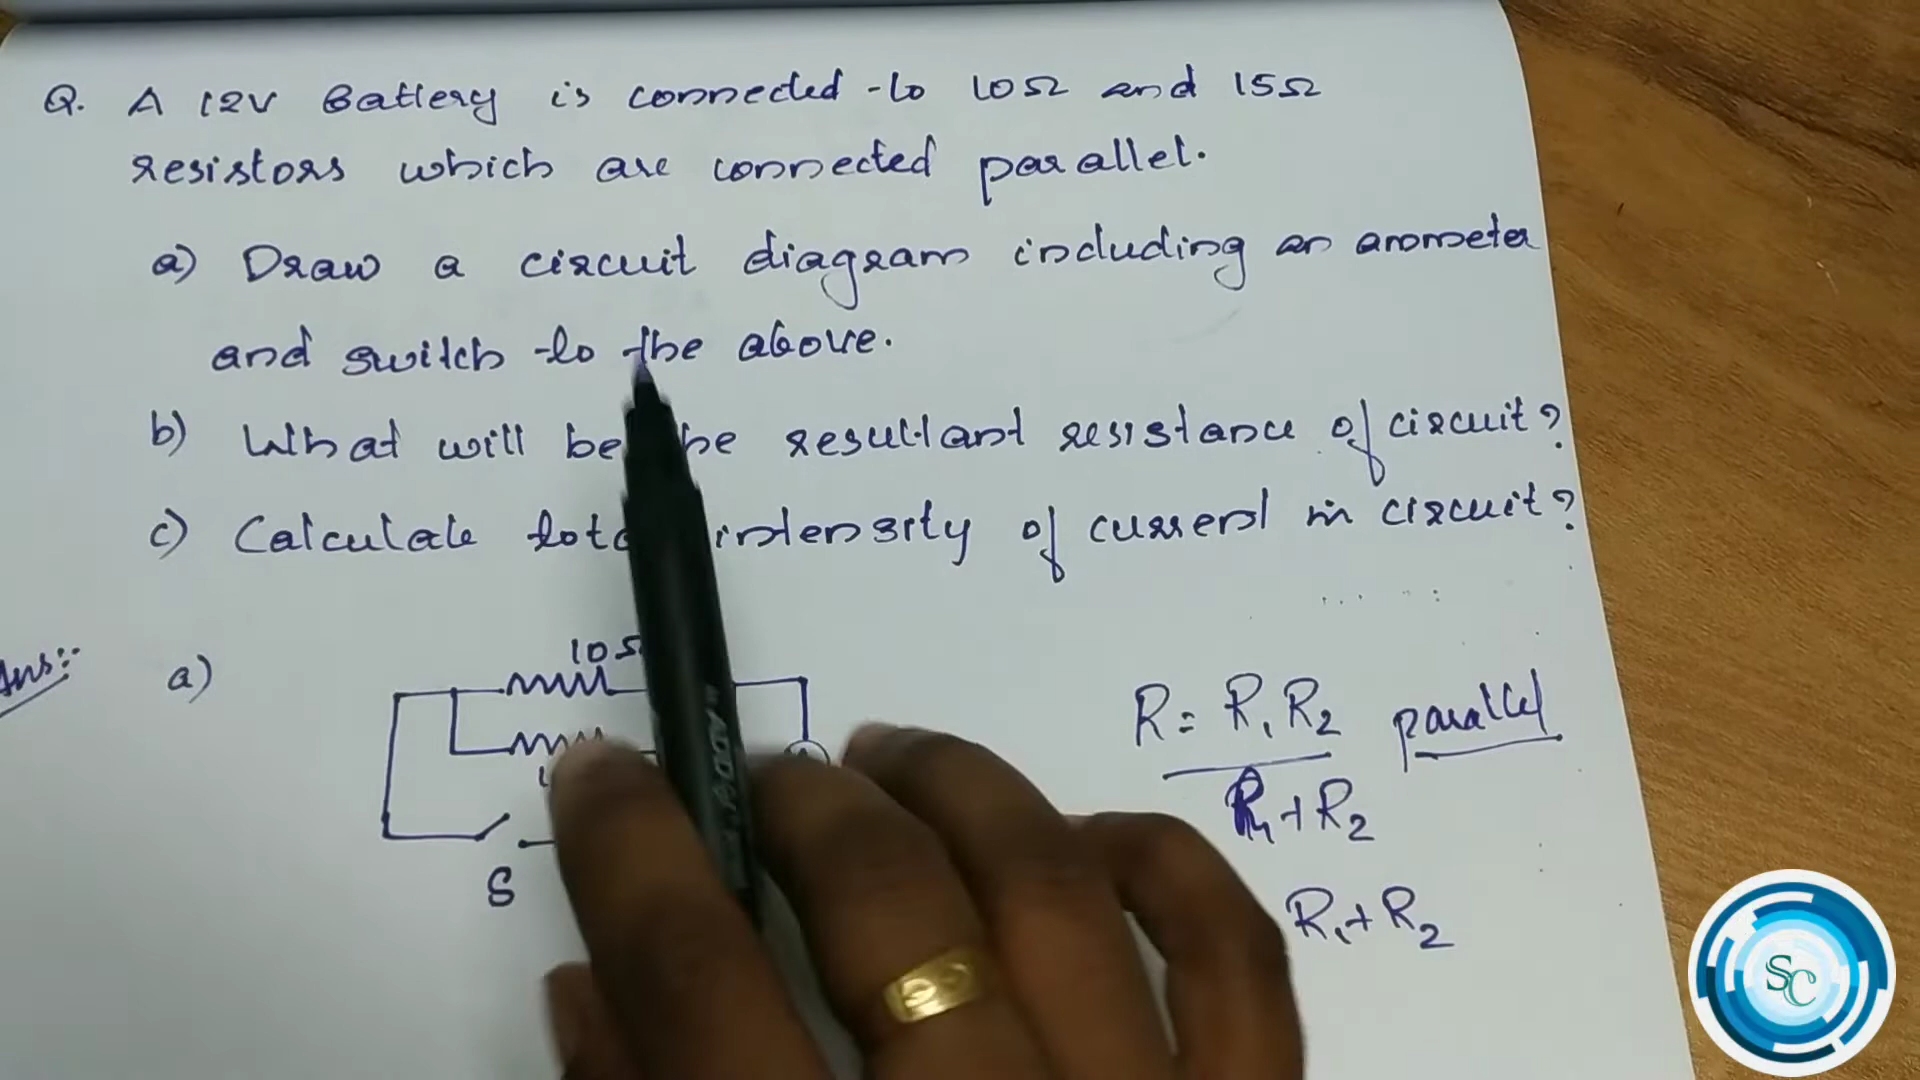 Q. A 12V Battery is connected to 10Ω and 15Ω
resistors which are connected parallel.
a) Draw a circuit diagram including an ammeter
and switch to the above.
b) What will be the resultant resistance of circuit?
c) Calculate intensity of current in circuit?
Ans:
a)
10Ω
S
R = R1R2 parallel
R1+R2
R1+R2
SC